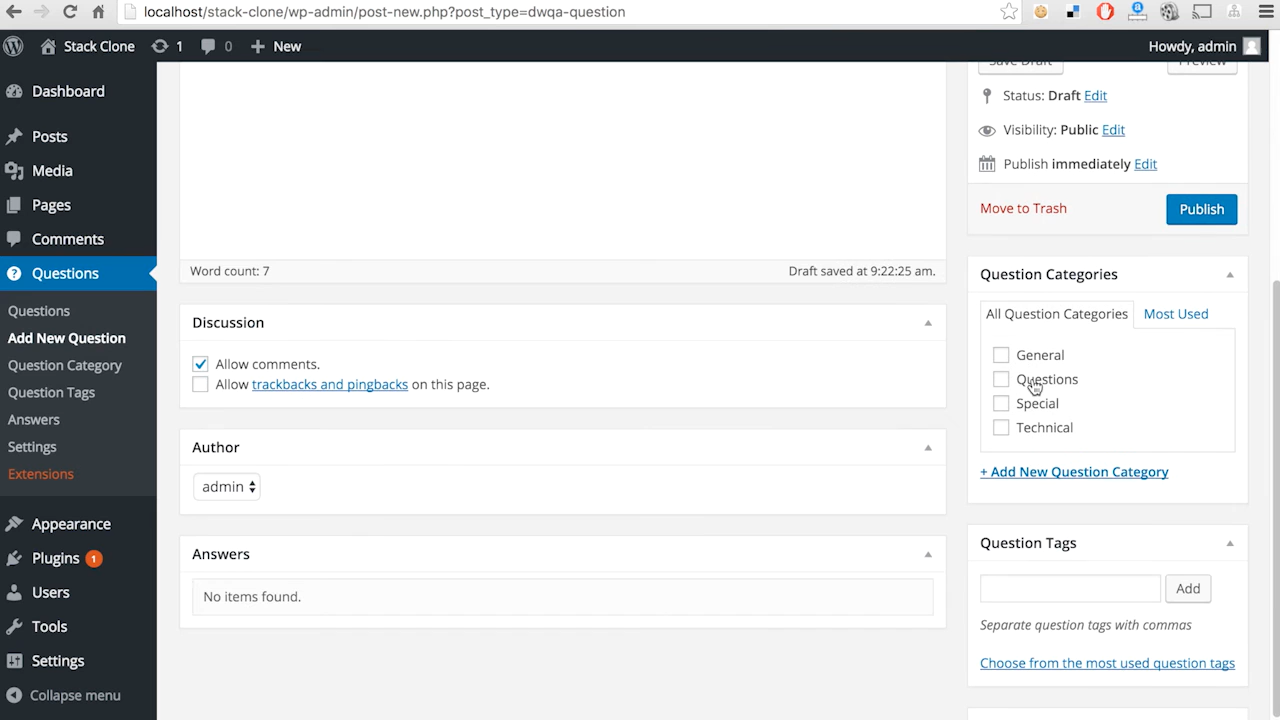 localhost/stack-clone/wp-admin/post-new.php?post_type=dwqa-question
Stack Clone 1 0 New Howdy, admin
Dashboard
Posts
Media
Pages
Comments
Questions
Questions
Add New Question
Question Category
Question Tags
Answers
Settings
Extensions
Appearance
Plugins 1
Users
Tools
Settings
Collapse menu
Word count: 7 Draft saved at 9:22:25 am.
Discussion
Allow comments.
Allow trackbacks and pingbacks on this page.
Author
admin
Answers
No items found.
Save Draft Preview
Status: Draft Edit
Visibility: Public Edit
Publish immediately Edit
Move to Trash Publish
Question Categories
All Question Categories Most Used
General
Questions
Special
Technical
+ Add New Question Category
Question Tags
Add
Separate question tags with commas
Choose from the most used question tags